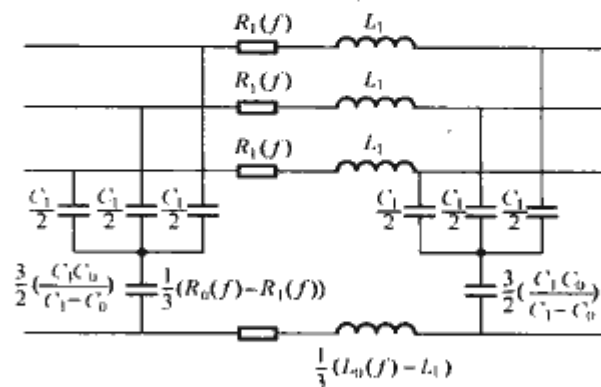 R₁(f) L₁
R₁(f) L₁
R₁(f) L₁
C₁/2 C₁/2 C₁/2 C₁/2 C₁/2 C₁/2
3/2(C₁C₀/C₁−C₀) 1/3(R₀(f)−R₁(f)) 3/2(C₁C₀/C₁−C₀)
1/3(L₀(f)−L₁)